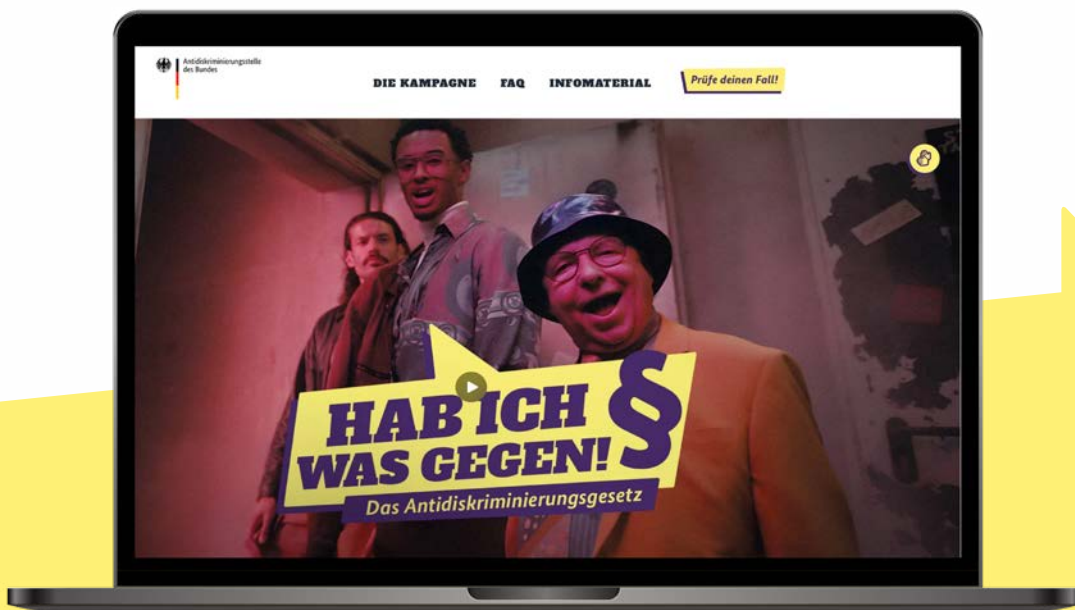 Antidiskriminierungsstelle
des Bundes
DIE KAMPAGNE FAQ INFOMATERIAL Prüfe deinen Fall!
HAB ICH §
WAS GEGEN!
Das Antidiskriminierungsgesetz